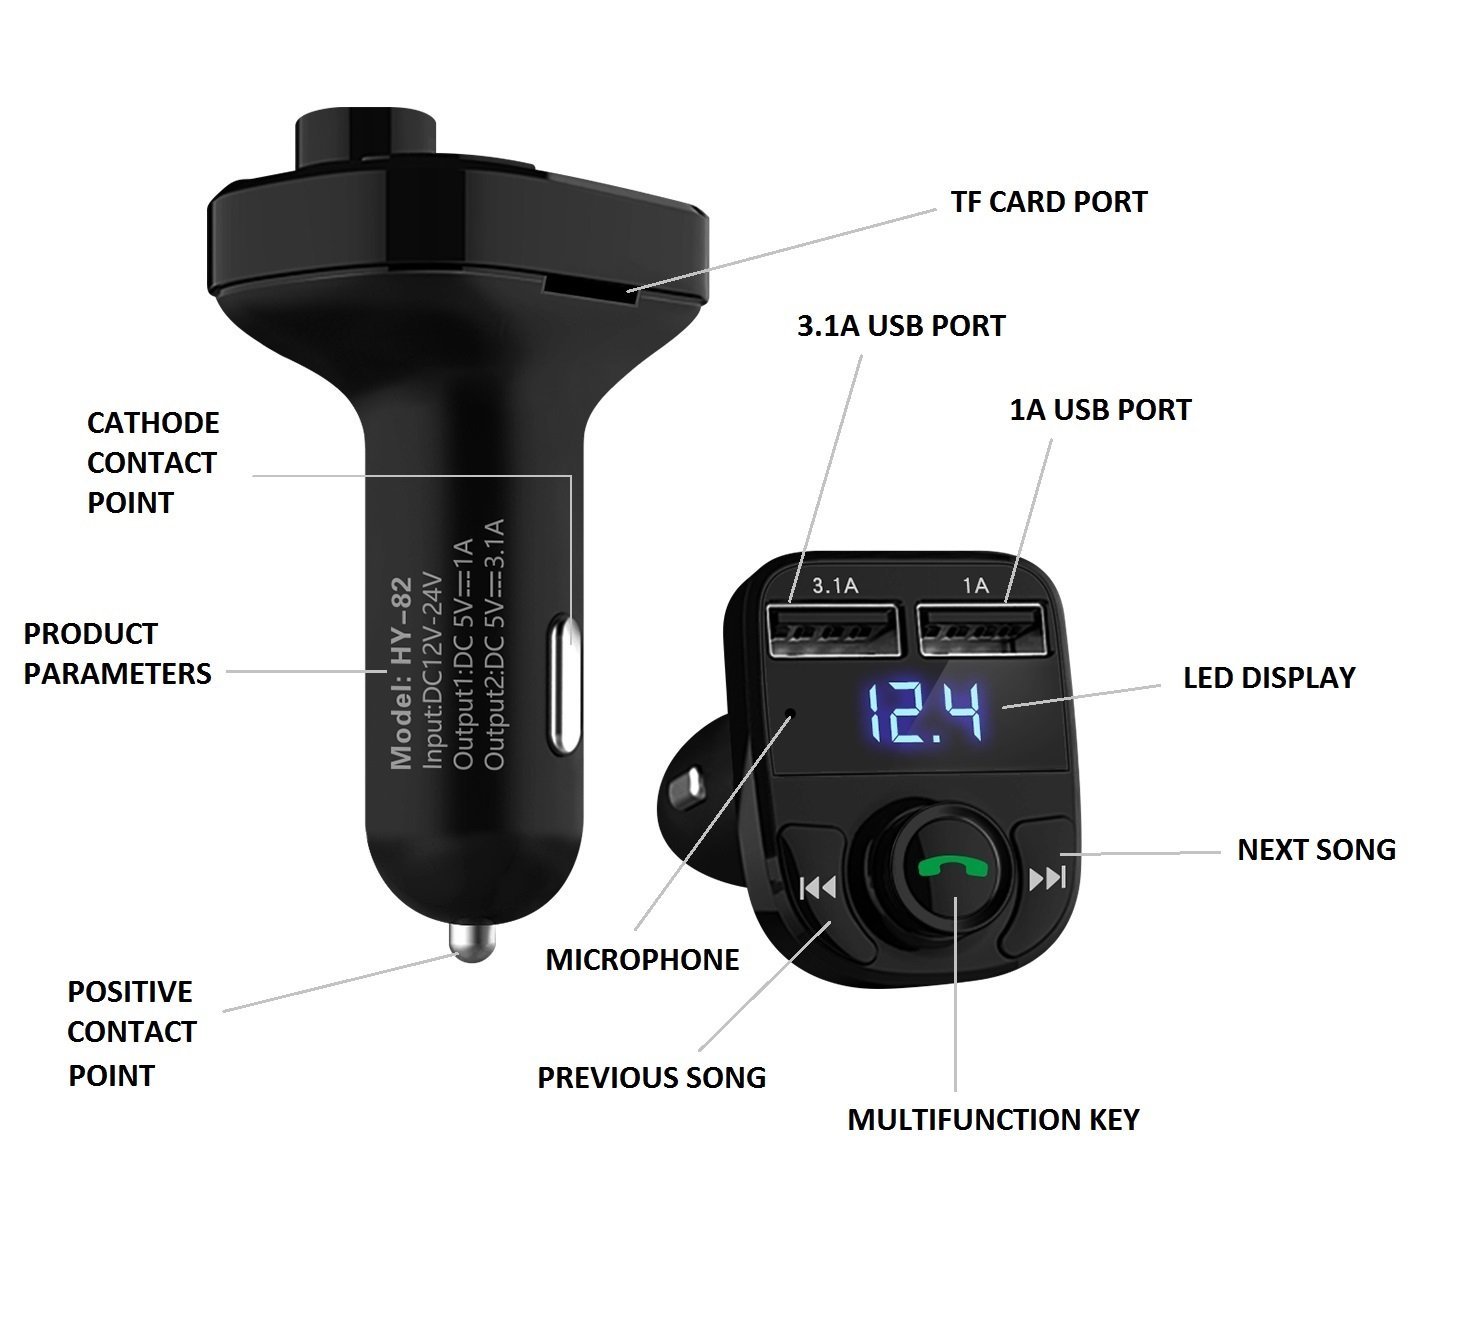 TF CARD PORT
3.1A USB PORT
1A USB PORT
CATHODE
CONTACT
POINT
Model: HY-82
Input:DC12V-24V
Output1:DC 5V⎓1A
Output2:DC 5V⎓3.1A
PRODUCT
PARAMETERS
3.1A
1A
12.4
LED DISPLAY
NEXT SONG
MICROPHONE
POSITIVE
CONTACT
POINT
PREVIOUS SONG
MULTIFUNCTION KEY